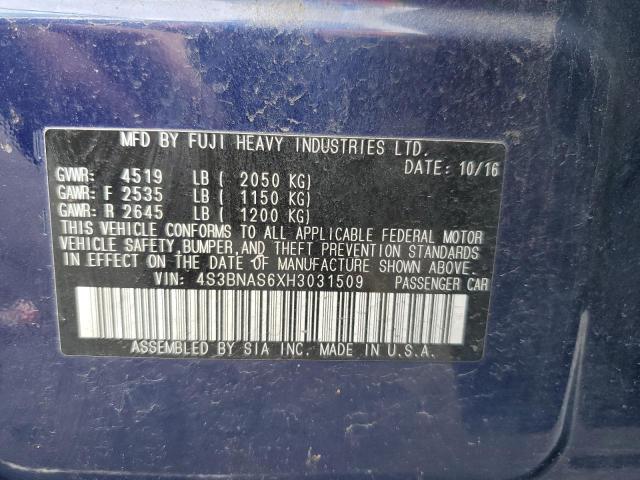 MFD BY FUJI HEAVY INDUSTRIES LTD.
DATE: 10/16
GVWR: 4519 LB ( 2050 KG)
GAWR: F 2535 LB ( 1150 KG)
GAWR: R 2645 LB ( 1200 KG)
THIS VEHICLE CONFORMS TO ALL APPLICABLE FEDERAL MOTOR
VEHICLE SAFETY, BUMPER, AND THEFT PREVENTION STANDARDS
IN EFFECT ON THE DATE OF MANUFACTURE SHOWN ABOVE.
VIN: 4S3BNAS6XH3031509 PASSENGER CAR
ASSEMBLED BY SIA INC. MADE IN U.S.A.